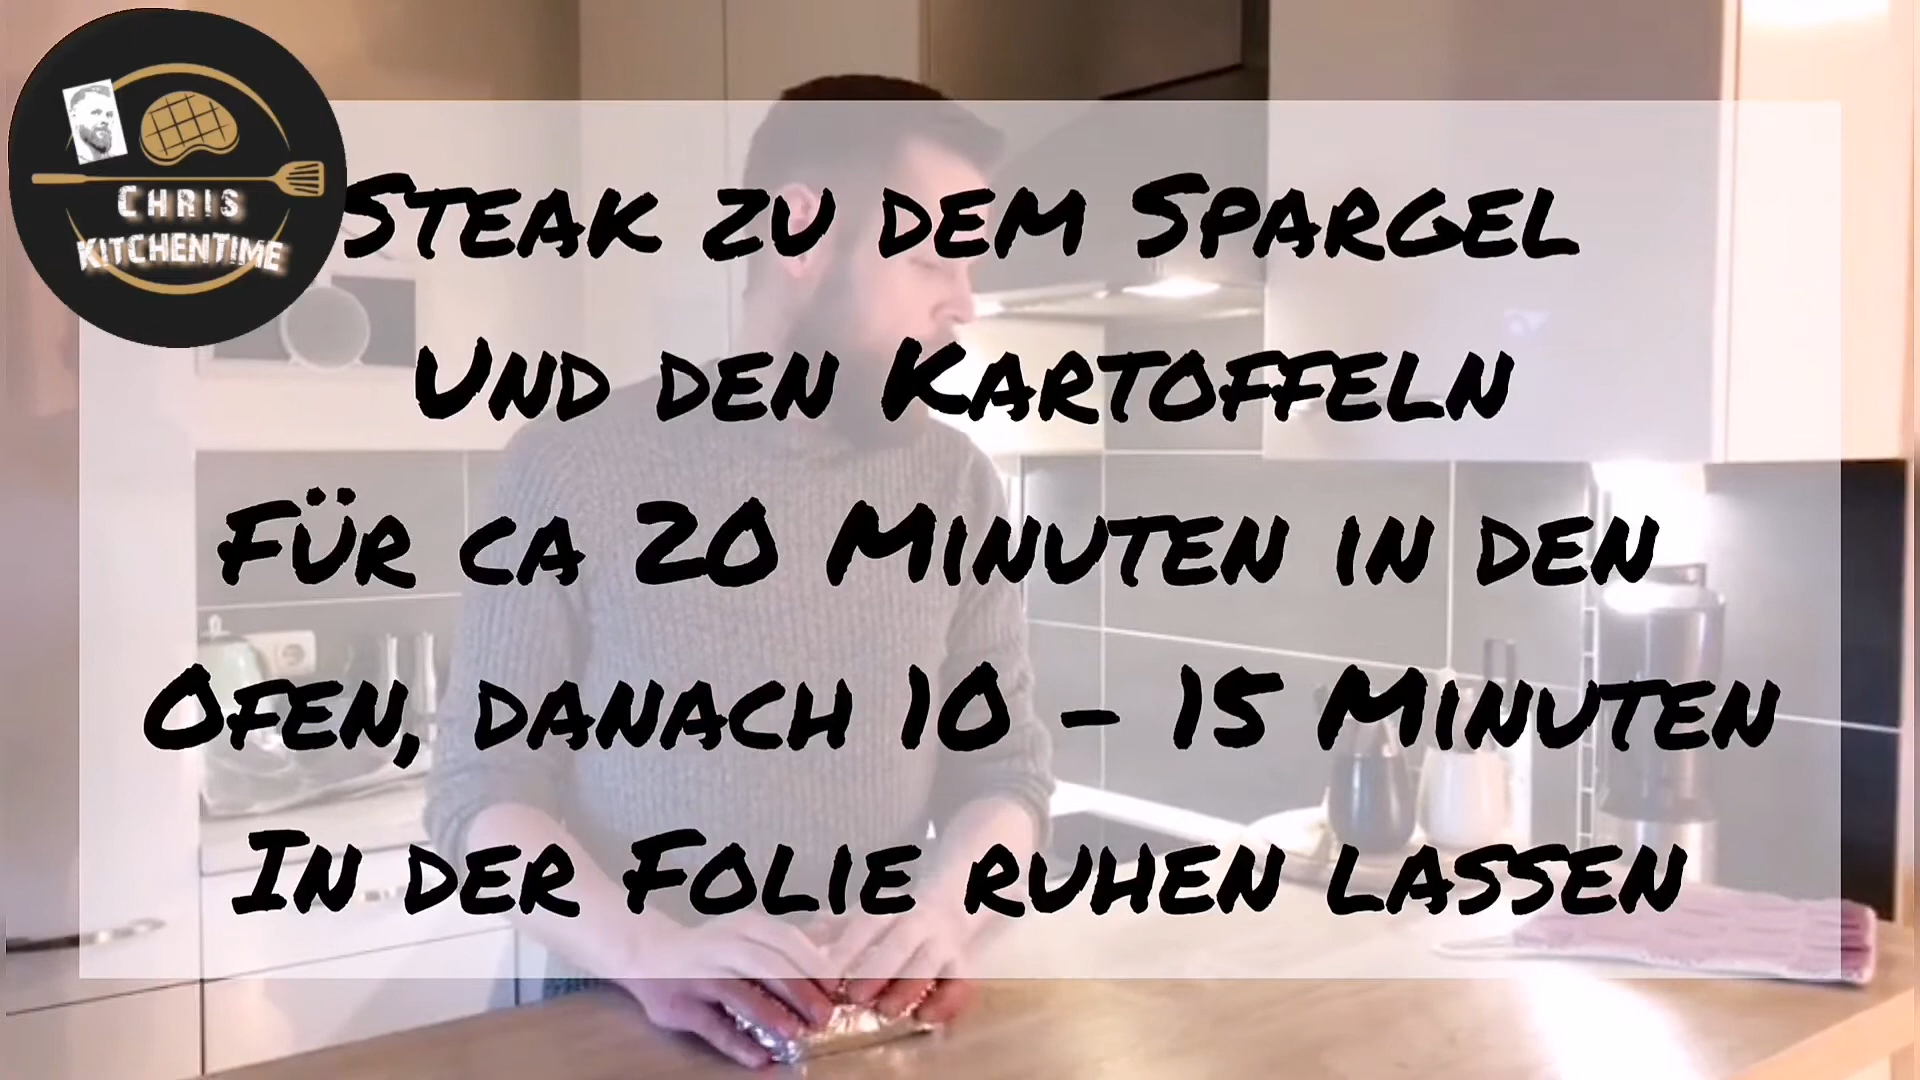 Chris
Kitchentime
Steak zu dem Spargel
Und den Kartoffeln
Für ca 20 Minuten in den
Ofen, danach 10 - 15 Minuten
In der Folie ruhen lassen